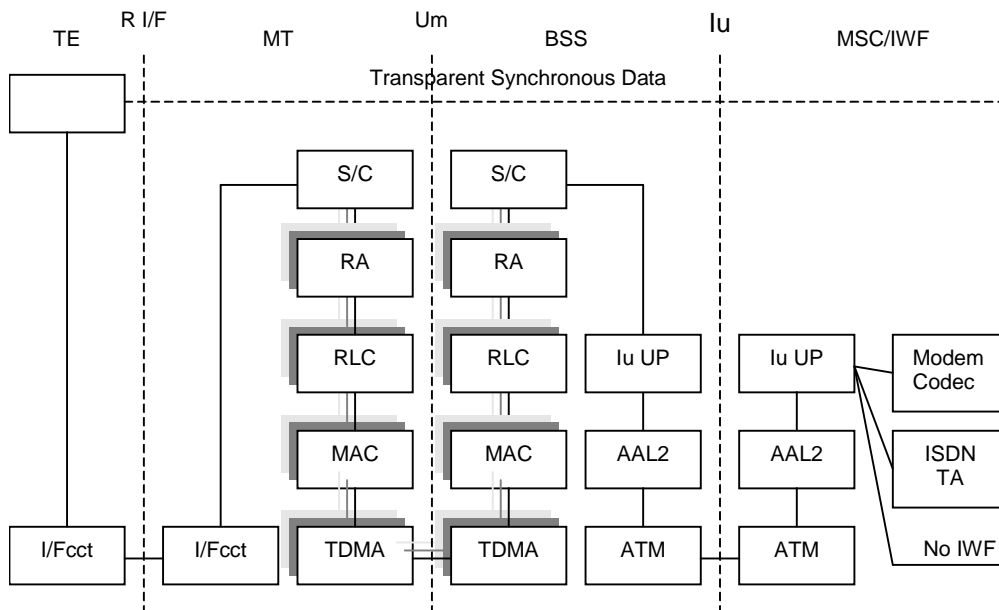 R I/F Um Iu
TE MT BSS MSC/IWF
Transparent Synchronous Data
S/C S/C
RA RA
RLC RLC Iu UP Iu UP Modem
Codec
MAC MAC AAL2 AAL2 ISDN
TA
I/Fcct I/Fcct TDMA TDMA ATM ATM No IWF